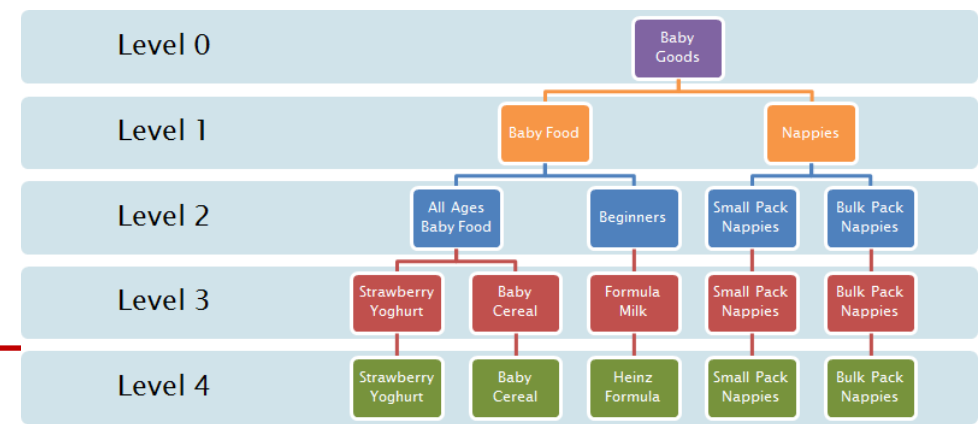 Level 0
Baby
Goods
Level 1
Baby Food
Nappies
Level 2
All Ages
Baby Food
Beginners
Small Pack
Nappies
Bulk Pack
Nappies
Level 3
Strawberry
Yoghurt
Baby
Cereal
Formula
Milk
Small Pack
Nappies
Bulk Pack
Nappies
Level 4
Strawberry
Yoghurt
Baby
Cereal
Heinz
Formula
Small Pack
Nappies
Bulk Pack
Nappies